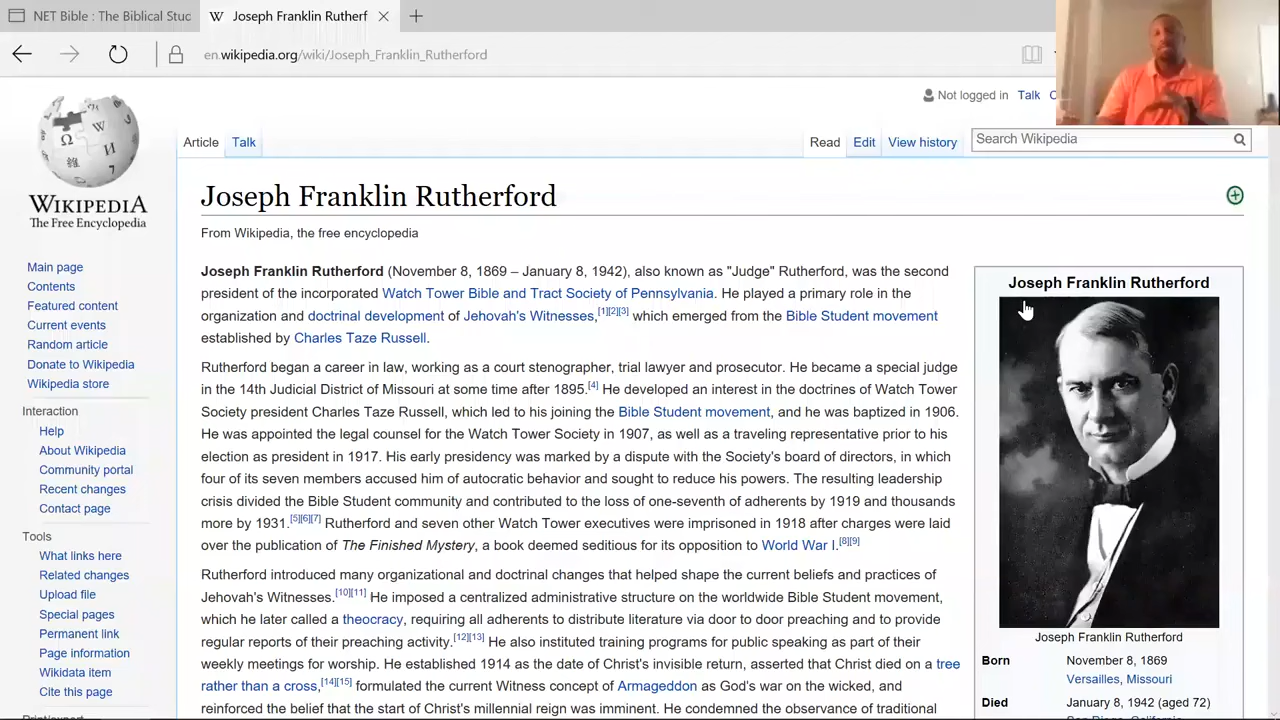 NET Bible : The Biblical Stud
Joseph Franklin Rutherf
en.wikipedia.org/wiki/Joseph_Franklin_Rutherford
Not logged in Talk
Article Talk
Read Edit View history
Search Wikipedia
WIKIPEDIA
The Free Encyclopedia
Main page
Contents
Featured content
Current events
Random article
Donate to Wikipedia
Wikipedia store
Interaction
Help
About Wikipedia
Community portal
Recent changes
Contact page
Tools
What links here
Related changes
Upload file
Special pages
Permanent link
Page information
Wikidata item
Cite this page
Print/export
Joseph Franklin Rutherford
From Wikipedia, the free encyclopedia
Joseph Franklin Rutherford (November 8, 1869 – January 8, 1942), also known as "Judge" Rutherford, was the second
president of the incorporated Watch Tower Bible and Tract Society of Pennsylvania. He played a primary role in the
organization and doctrinal development of Jehovah's Witnesses,[1][2][3] which emerged from the Bible Student movement
established by Charles Taze Russell.
Rutherford began a career in law, working as a court stenographer, trial lawyer and prosecutor. He became a special judge
in the 14th Judicial District of Missouri at some time after 1895.[4] He developed an interest in the doctrines of Watch Tower
Society president Charles Taze Russell, which led to his joining the Bible Student movement, and he was baptized in 1906.
He was appointed the legal counsel for the Watch Tower Society in 1907, as well as a traveling representative prior to his
election as president in 1917. His early presidency was marked by a dispute with the Society's board of directors, in which
four of its seven members accused him of autocratic behavior and sought to reduce his powers. The resulting leadership
crisis divided the Bible Student community and contributed to the loss of one-seventh of adherents by 1919 and thousands
more by 1931.[5][6][7] Rutherford and seven other Watch Tower executives were imprisoned in 1918 after charges were laid
over the publication of The Finished Mystery, a book deemed seditious for its opposition to World War I.[8][9]
Rutherford introduced many organizational and doctrinal changes that helped shape the current beliefs and practices of
Jehovah's Witnesses.[10][11] He imposed a centralized administrative structure on the worldwide Bible Student movement,
which he later called a theocracy, requiring all adherents to distribute literature via door to door preaching and to provide
regular reports of their preaching activity.[12][13] He also instituted training programs for public speaking as part of their
weekly meetings for worship. He established 1914 as the date of Christ's invisible return, asserted that Christ died on a tree
rather than a cross,[14][15] formulated the current Witness concept of Armageddon as God's war on the wicked, and
reinforced the belief that the start of Christ's millennial reign was imminent. He condemned the observance of traditional
Joseph Franklin Rutherford
Joseph Franklin Rutherford
Born November 8, 1869
Versailles, Missouri
Died January 8, 1942 (aged 72)
San Diego, California